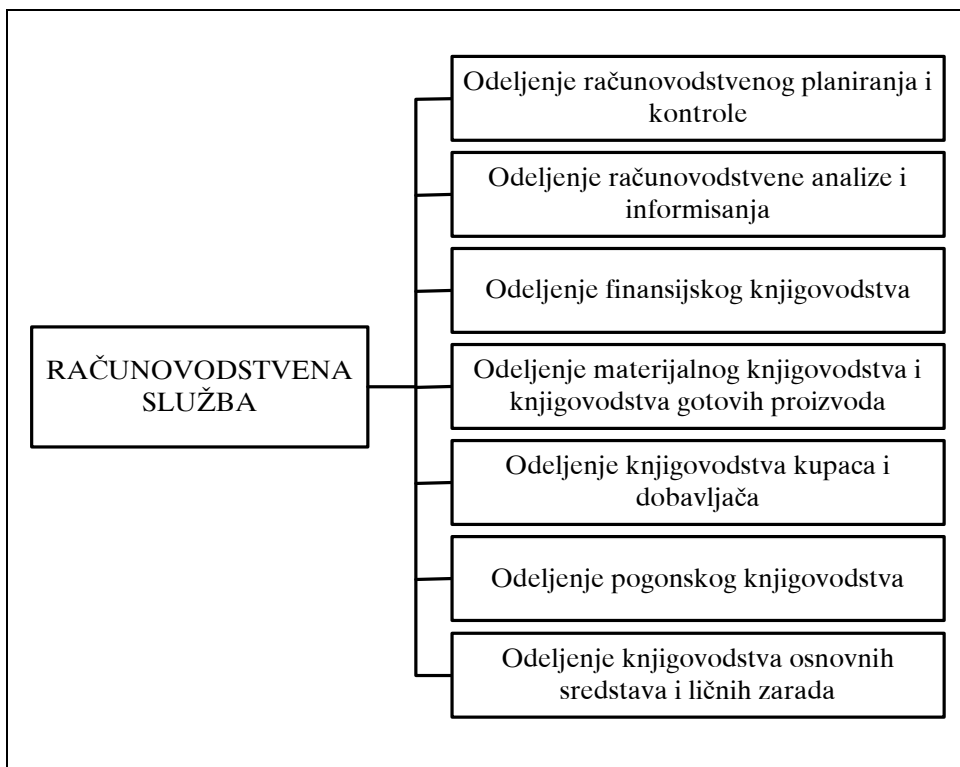 Odeljenje računovodstvenog planiranja i
kontrole
Odeljenje računovodstvene analize i
informisanja
Odeljenje finansijskog knjigovodstva
RAČUNOVODSTVENA
SLUŽBA
Odeljenje materijalnog knjigovodstva i
knjigovodstva gotovih proizvoda
Odeljenje knjigovodstva kupaca i
dobavljača
Odeljenje pogonskog knjigovodstva
Odeljenje knjigovodstva osnovnih
sredstava i ličnih zarada